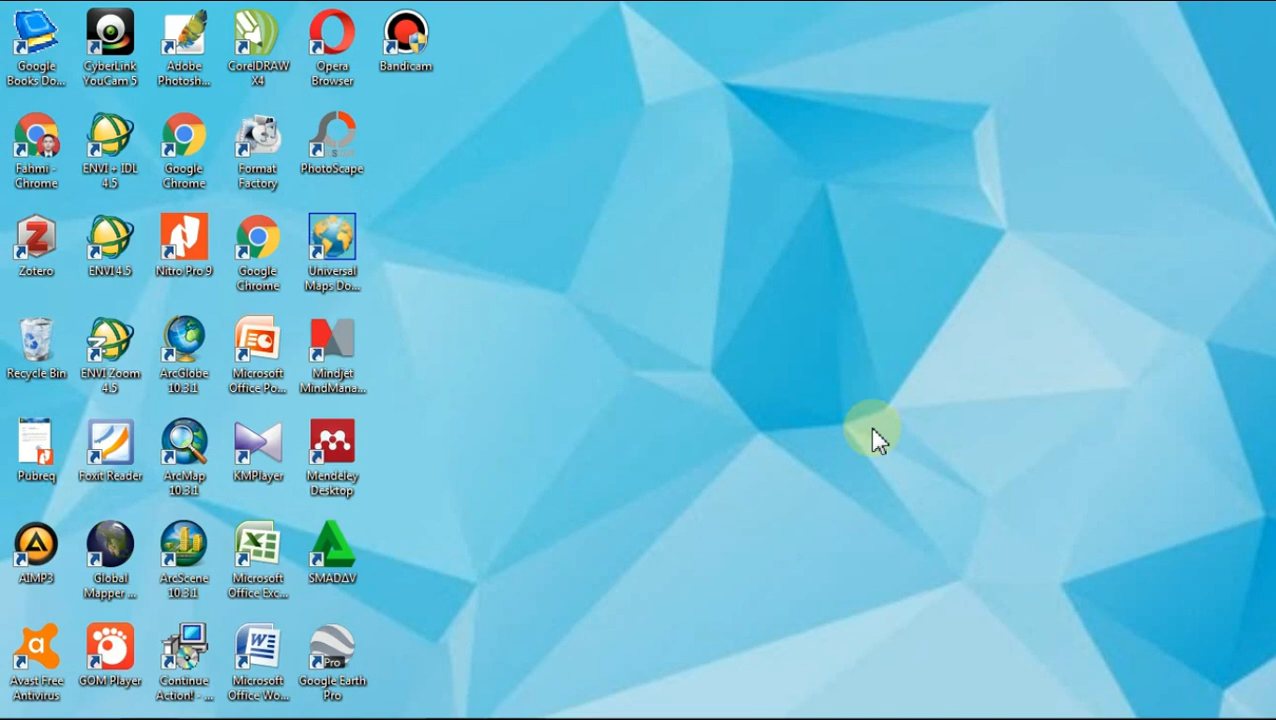 Google
Books Do...
CyberLink
YouCam 5
Adobe
Photosh...
CorelDRAW
X4
Opera
Browser
Bandicam
Fahmi -
Chrome
ENVI + IDL
4.5
Google
Chrome
Format
Factory
PhotoScape
Zotero
ENVI 4.5
Nitro Pro 9
Google
Chrome
Universal
Maps Do...
Recycle Bin
ENVI Zoom
4.5
ArcGlobe
10.3.1
Microsoft
Office Po...
Mindjet
MindMana...
Pubreq
Foxit Reader
ArcMap
10.3.1
KMPlayer
Mendeley
Desktop
AIMP3
Global
Mapper ...
ArcScene
10.3.1
Microsoft
Office Exc...
SMADΔV
Avast Free
Antivirus
GOM Player
Continue
Action! - ...
Microsoft
Office Wo...
Pro
Google Earth
Pro